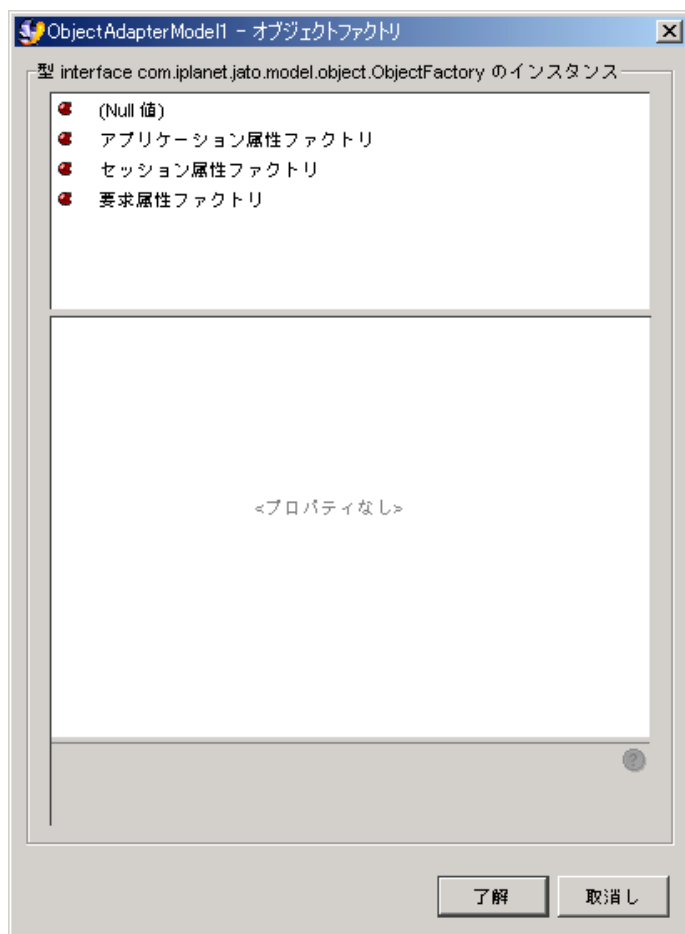 ObjectAdapterModel1 - オブジェクトファクトリ
型 interface com.iplanet.jato.model.object.ObjectFactory のインスタンス
(Null 値)
アプリケーション属性ファクトリ
セッション属性ファクトリ
要求属性ファクトリ
<プロパティなし>
?
了解
取消し